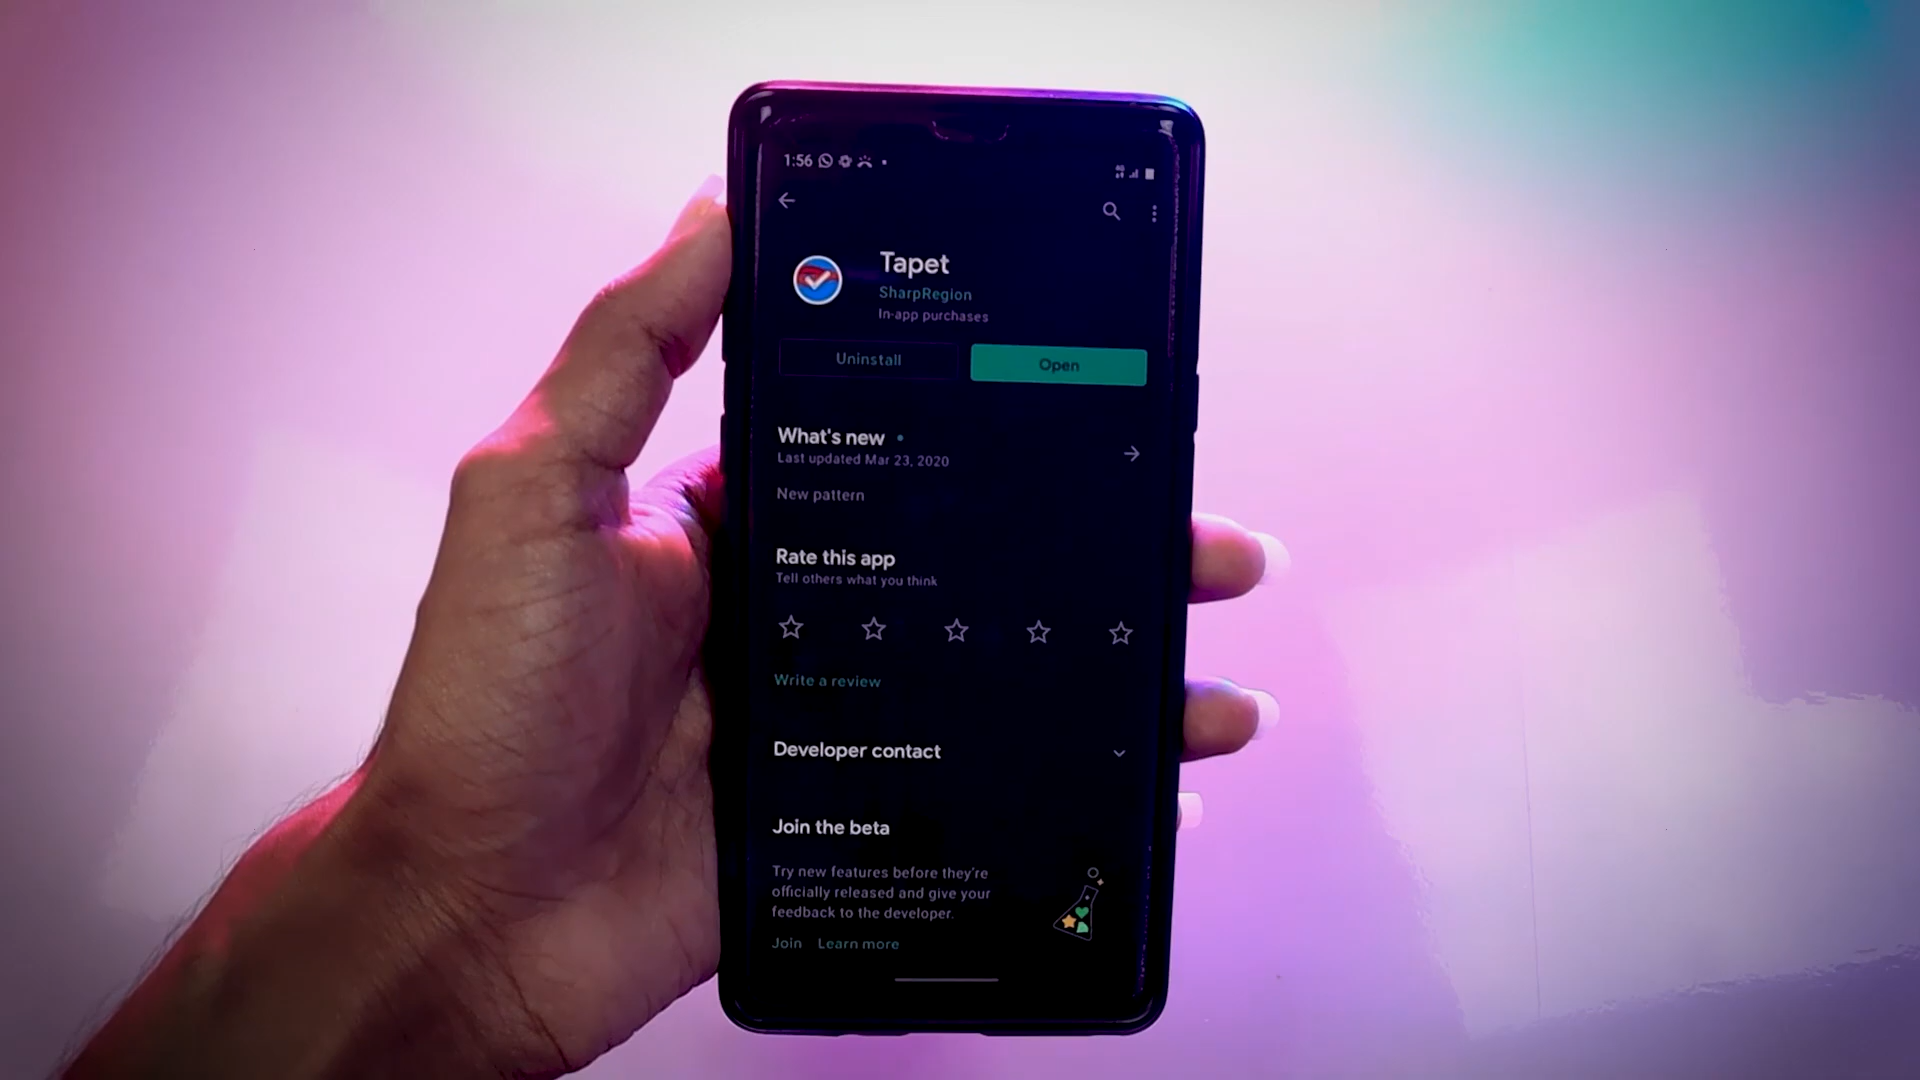 1:56
Tapet
SharpRegion
In-app purchases
Uninstall
Open
What's new
Last updated Mar 23, 2020
New pattern
Rate this app
Tell others what you think
Write a review
Developer contact
Join the beta
Try new features before they're
officially released and give your
feedback to the developer.
Join Learn more